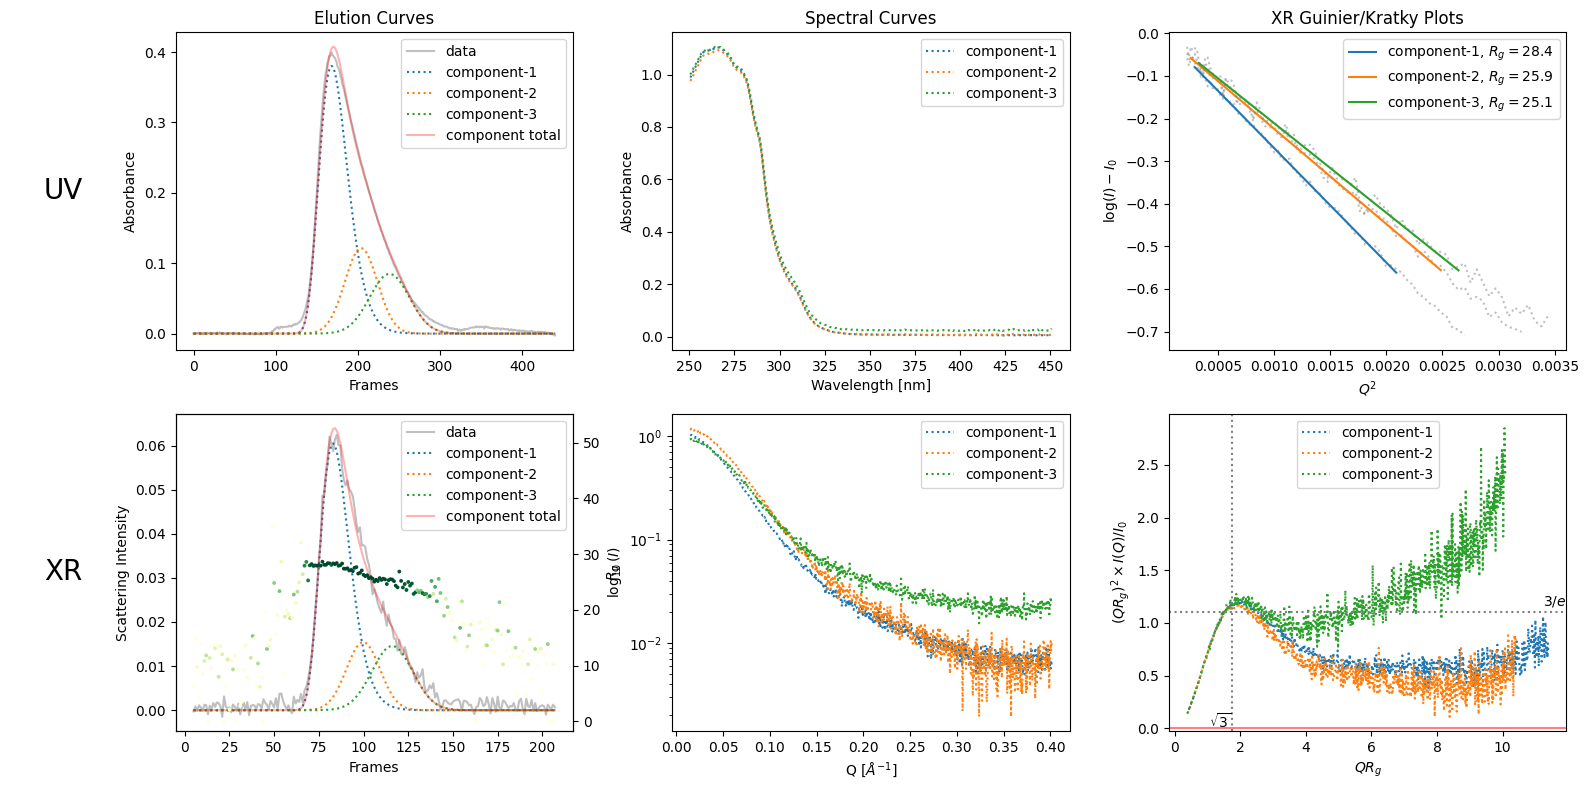 Elution Curves
Spectral Curves
XR Guinier/Kratky Plots
UV
Absorbance
0.4
0.3
0.2
0.1
0.0
data
component-1
component-2
component-3
component total
0 100 200 300 400
Frames
Absorbance
1.0
0.8
0.6
0.4
0.2
0.0
component-1
component-2
component-3
250 275 300 325 350 375 400 425 450
Wavelength [nm]
log(I) − I₀
0.0
−0.1
−0.2
−0.3
−0.4
−0.5
−0.6
−0.7
component-1, R_g = 28.4
component-2, R_g = 25.9
component-3, R_g = 25.1
0.0005 0.0010 0.0015 0.0020 0.0025 0.0030 0.0035
Q²
XR
Scattering Intensity
0.06
0.05
0.04
0.03
0.02
0.01
0.00
data
component-1
component-2
component-3
component total
50
40
30
20
10
0
0 25 50 75 100 125 150 175 200
Frames
10⁰
10⁻¹
10⁻²
component-1
component-2
component-3
0.00 0.05 0.10 0.15 0.20 0.25 0.30 0.35 0.40
Q [Å⁻¹]
(QR_g)² × I(Q)/I₀
2.5
2.0
1.5
1.0
0.5
0.0
component-1
component-2
component-3
3/e
√3
0 2 4 6 8 10
QR_g